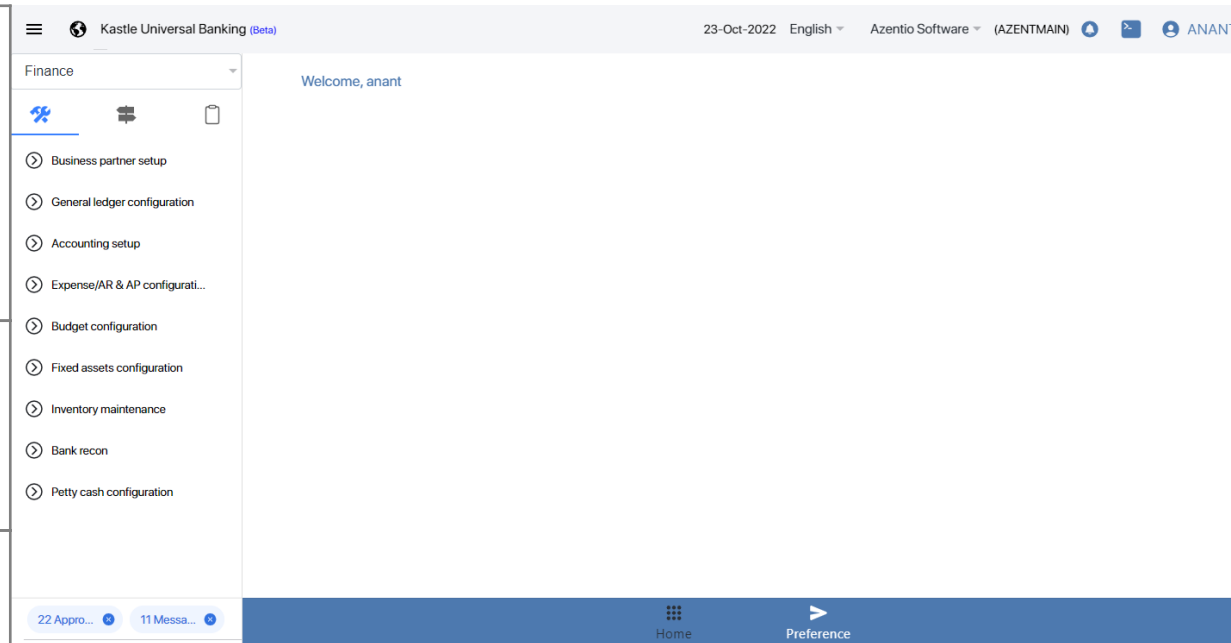 Kastle Universal Banking (Beta) 23-Oct-2022 English Azentio Software (AZENTMAIN) ANANT
Finance
Welcome, anant
Business partner setup
General ledger configuration
Accounting setup
Expense/AR & AP configurati...
Budget configuration
Fixed assets configuration
Inventory maintenance
Bank recon
Petty cash configuration
22 Appro... 11 Messa...
Home Preference